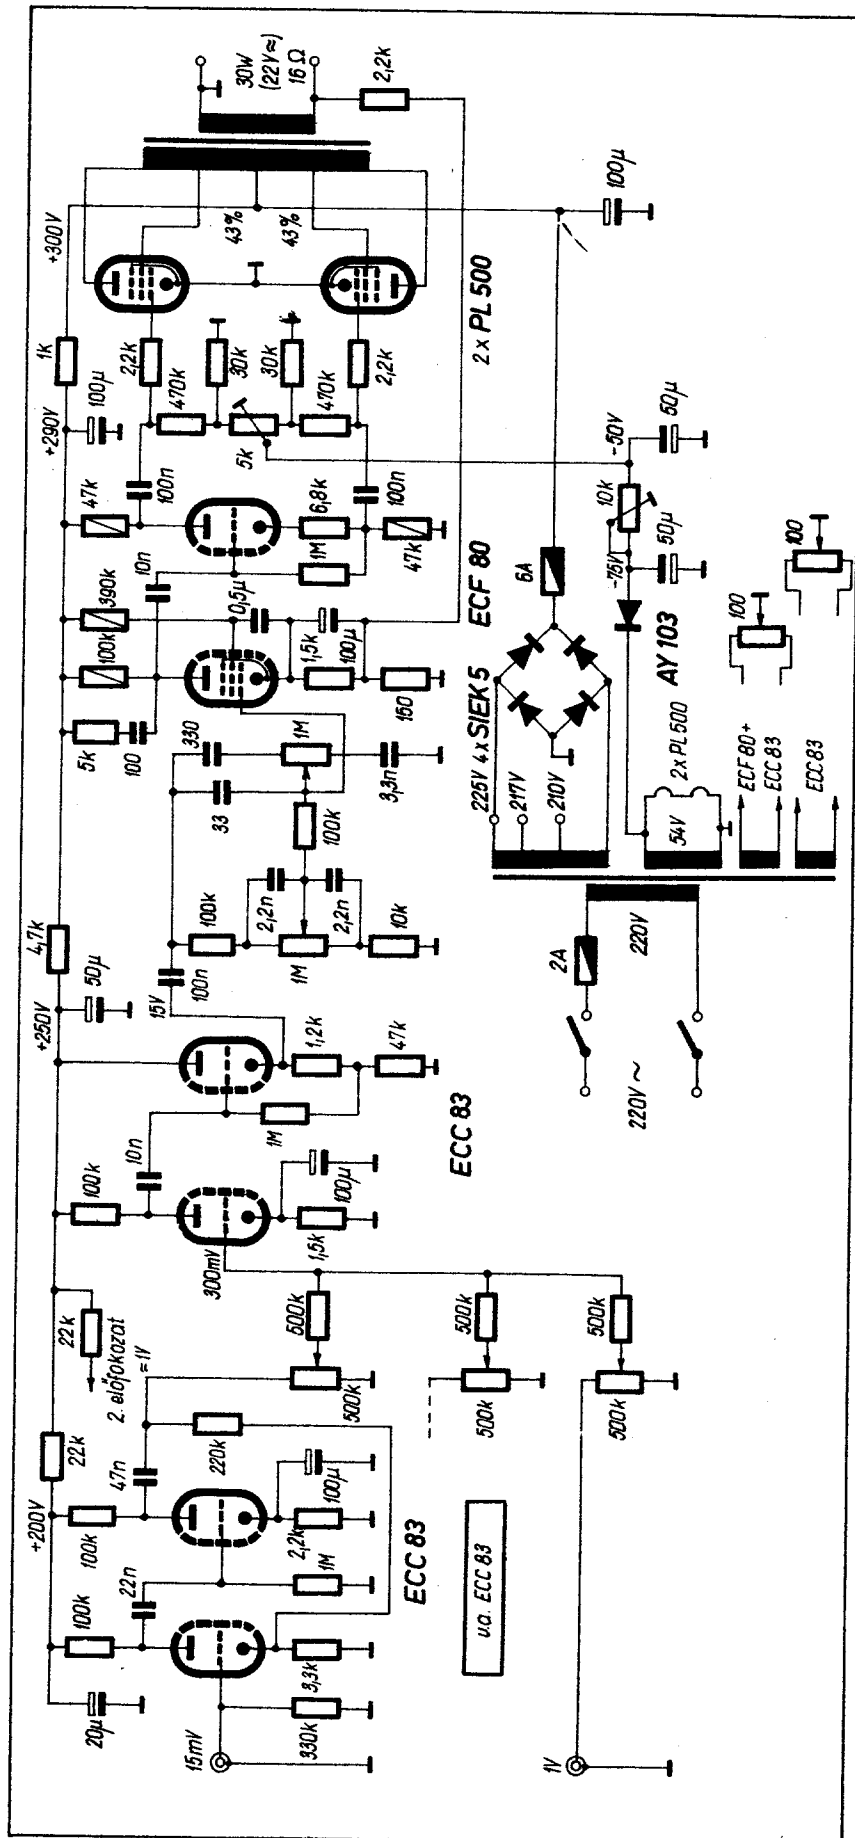 20µ
100k
+200V
100k
22k
22k
2. előfokozat
≈1V
100k
+250V
50µ
4,7k
5k
100
100k
390k
47k
+290V
100µ
1k
+300V
22n
47n
10n
15V
100n
33
330
10n
0,5µ
100n
2,2k
470k
30k
43%
30W
(22V≈)
16 Ω
2,2k
15mV
330k
3,3k
1M
2,2k
100µ
220k
500k
500k
300mV
1,5k
100µ
1M
1,2k
47k
100k
2,2n
1M
2,2n
10k
100k
1M
3,3n
1,5k
100µ
150
1M
6,8k
47k
100n
5k
470k
30k
2,2k
43%
100µ
ECC 83
ECC 83
ECF 80
2 x PL 500
v.a. ECC 83
500k
500k
1V
500k
500k
220V ~
2A
220V
225V
217V
210V
4x SIEK 5
6A
54V
2x PL 500
AY 103
-75V
10k
-50V
50µ
50µ
ECF 80+
ECC 83
ECC 83
100
100